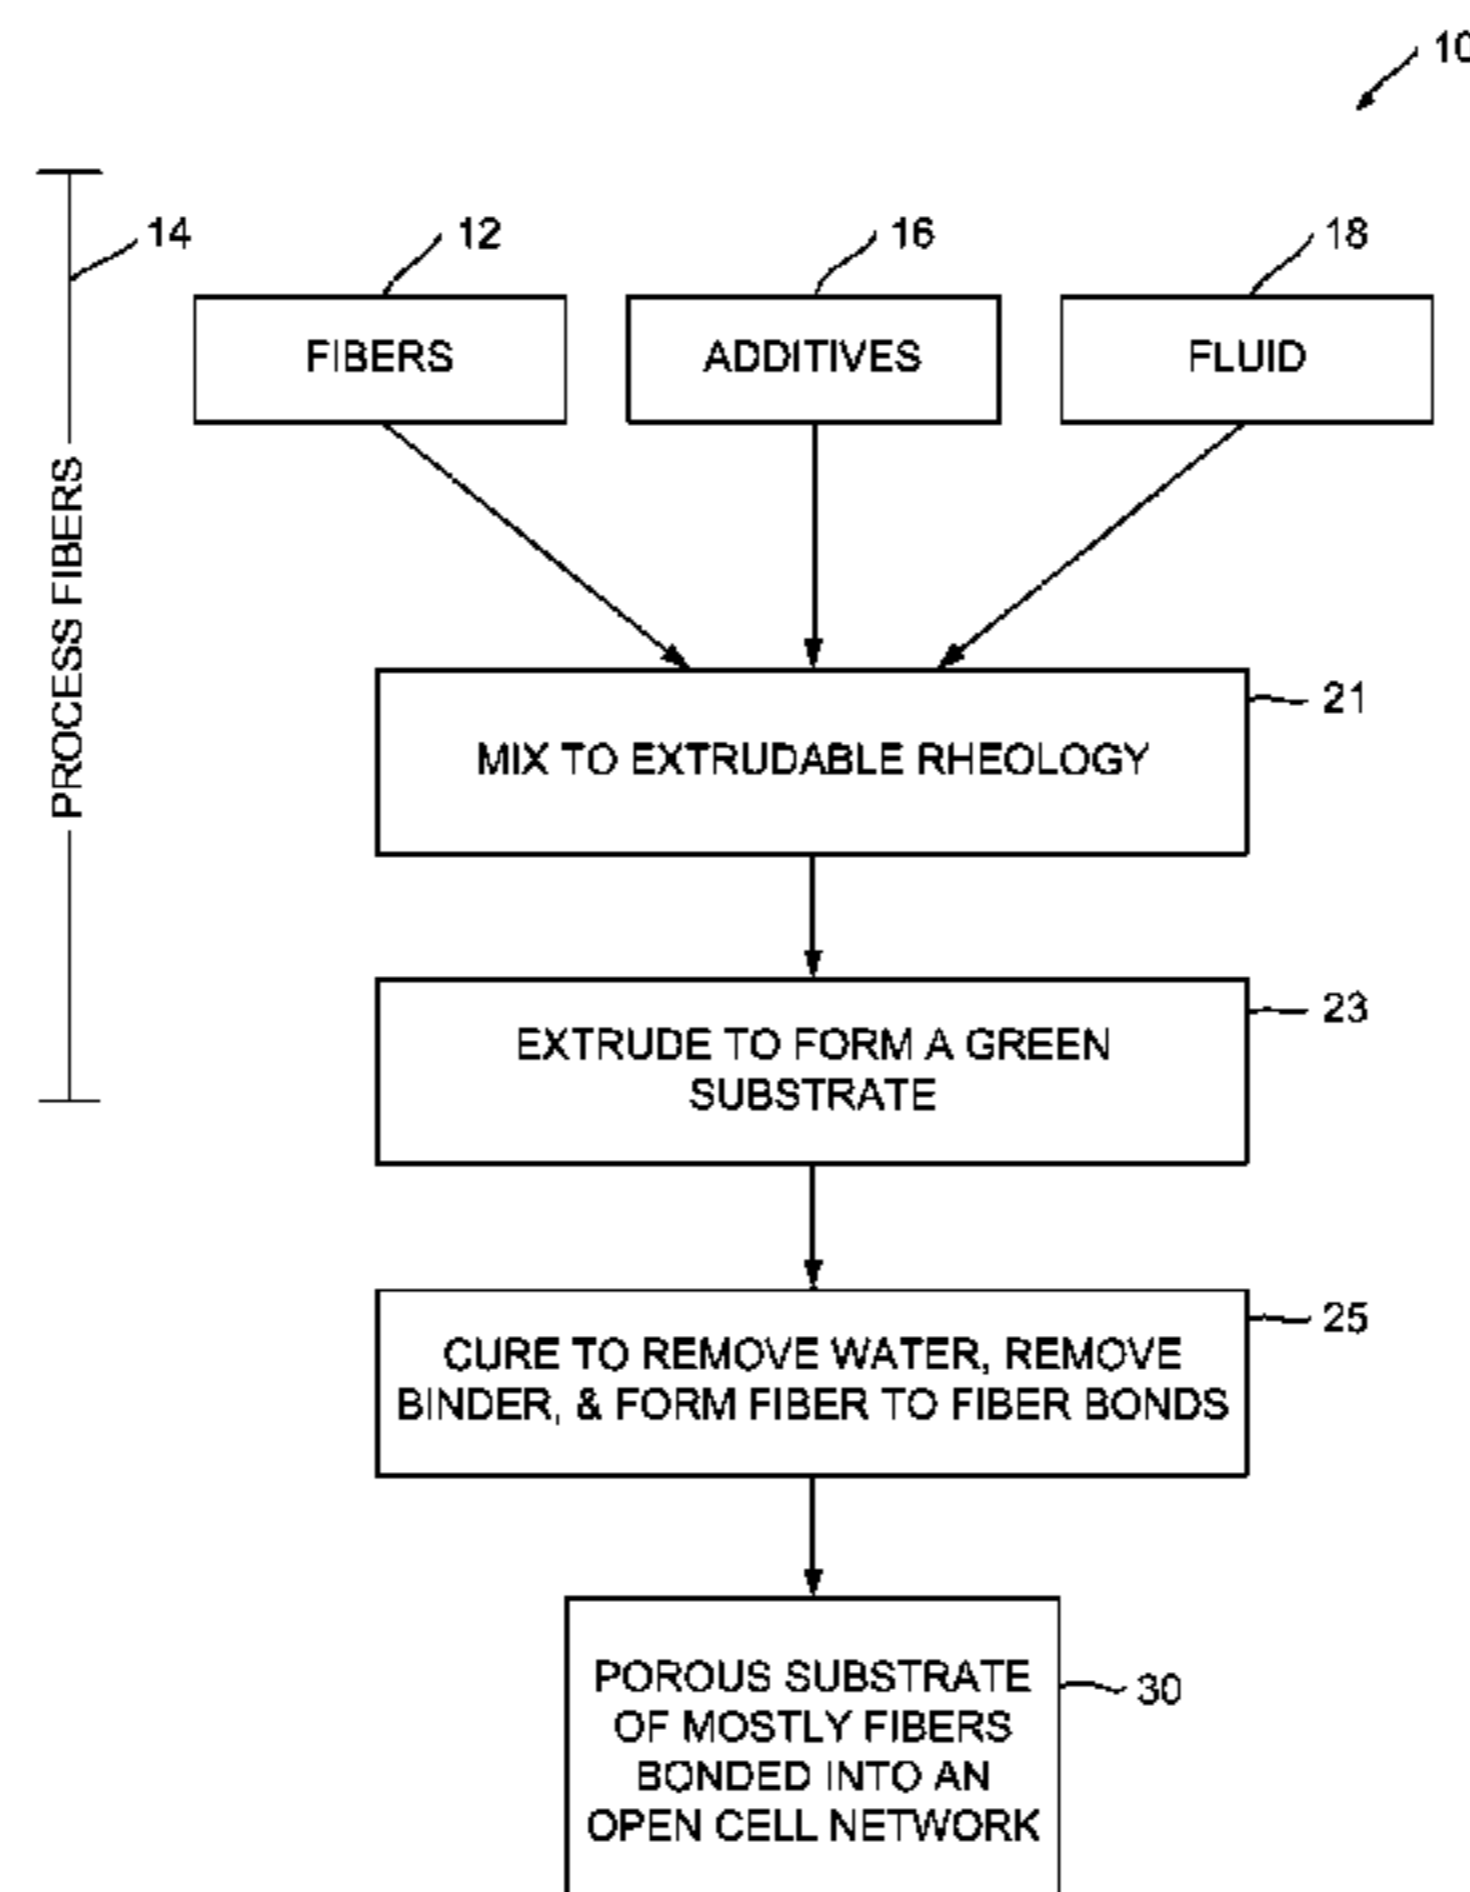 10
14
12
16
18
FIBERS
ADDITIVES
FLUID
PROCESS FIBERS
21
MIX TO EXTRUDABLE RHEOLOGY
23
EXTRUDE TO FORM A GREEN
SUBSTRATE
25
CURE TO REMOVE WATER, REMOVE
BINDER, & FORM FIBER TO FIBER BONDS
30
POROUS SUBSTRATE
OF MOSTLY FIBERS
BONDED INTO AN
OPEN CELL NETWORK